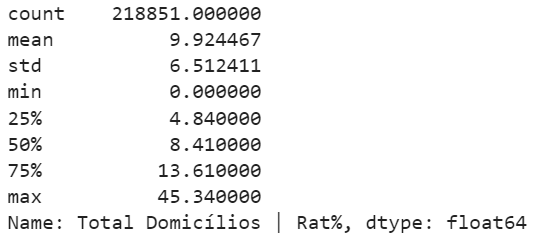 count    218851.000000
mean          9.924467
std           6.512411
min           0.000000
25%           4.840000
50%           8.410000
75%          13.610000
max          45.340000
Name: Total Domicílios | Rat%, dtype: float64